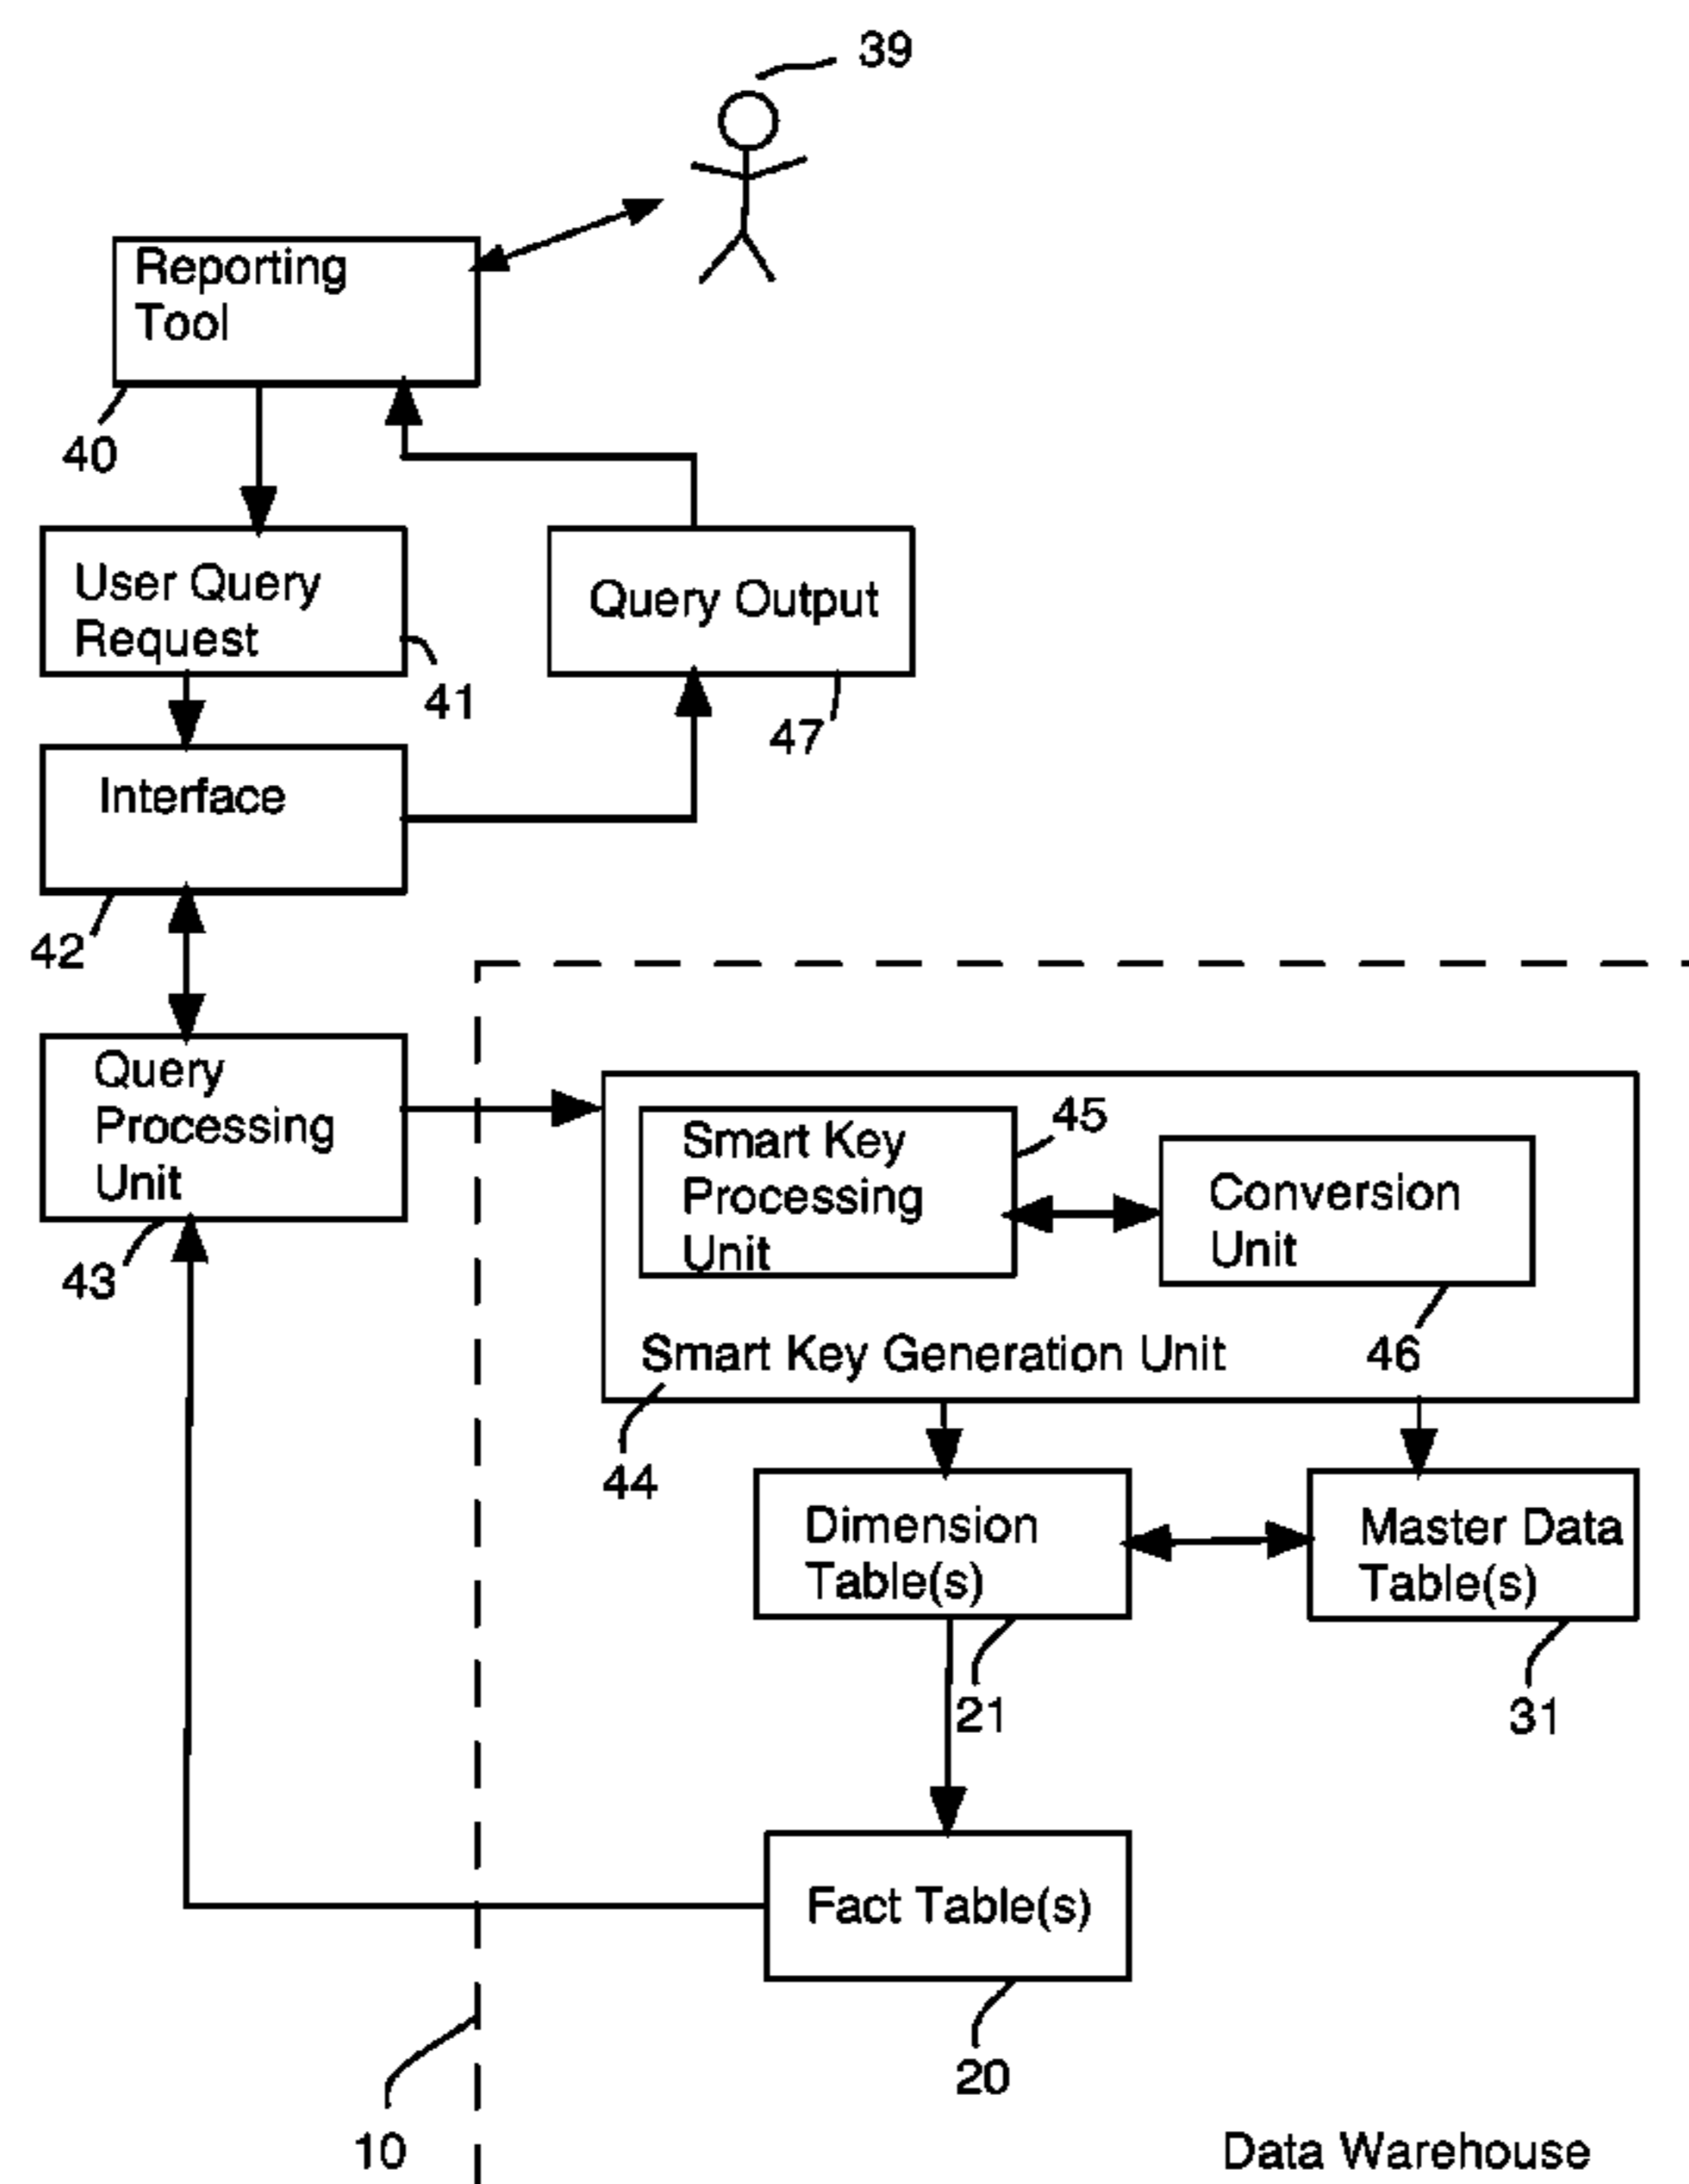 39
Reporting
Tool
40
User Query
Request
41
Query Output
47
Interface
42
Query
Processing
Unit
43
Smart Key
Processing
Unit
45
Conversion
Unit
46
Smart Key Generation Unit
44
Dimension
Table(s)
21
Master Data
Table(s)
31
Fact Table(s)
20
10
Data Warehouse